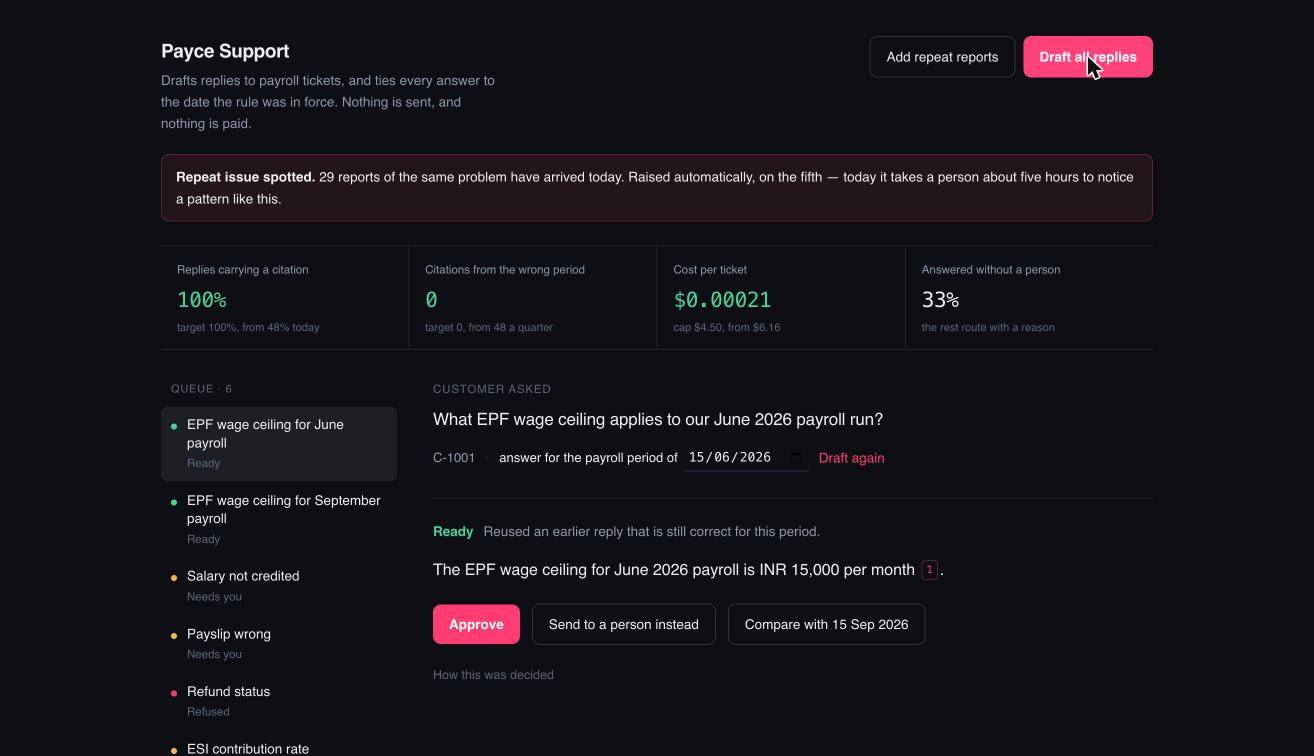 Payce Support
Add repeat reports
Draft all replies
Drafts replies to payroll tickets, and ties every answer to
the date the rule was in force. Nothing is sent, and
nothing is paid.
Repeat issue spotted. 29 reports of the same problem have arrived today. Raised automatically, on the fifth — today it takes a person about five hours to notice
a pattern like this.
Replies carrying a citation
100%
target 100%, from 48% today
Citations from the wrong period
0
target 0, from 48 a quarter
Cost per ticket
$0.00021
cap $4.50, from $6.16
Answered without a person
33%
the rest route with a reason
QUEUE · 6
EPF wage ceiling for June
payroll
Ready
EPF wage ceiling for September
payroll
Ready
Salary not credited
Needs you
Payslip wrong
Needs you
Refund status
Refused
ESI contribution rate
CUSTOMER ASKED
What EPF wage ceiling applies to our June 2026 payroll run?
C-1001 · answer for the payroll period of 15/06/2026 Draft again
Ready Reused an earlier reply that is still correct for this period.
The EPF wage ceiling for June 2026 payroll is INR 15,000 per month 1.
Approve
Send to a person instead
Compare with 15 Sep 2026
How this was decided